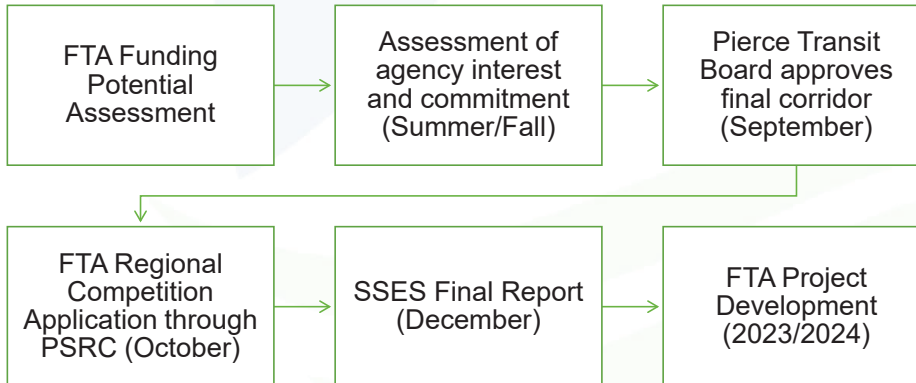 FTA Funding
Potential
Assessment
Assessment of
agency interest
and commitment
(Summer/Fall)
Pierce Transit
Board approves
final corridor
(September)
FTA Regional
Competition
Application through
PSRC (October)
SSES Final Report
(December)
FTA Project
Development
(2023/2024)